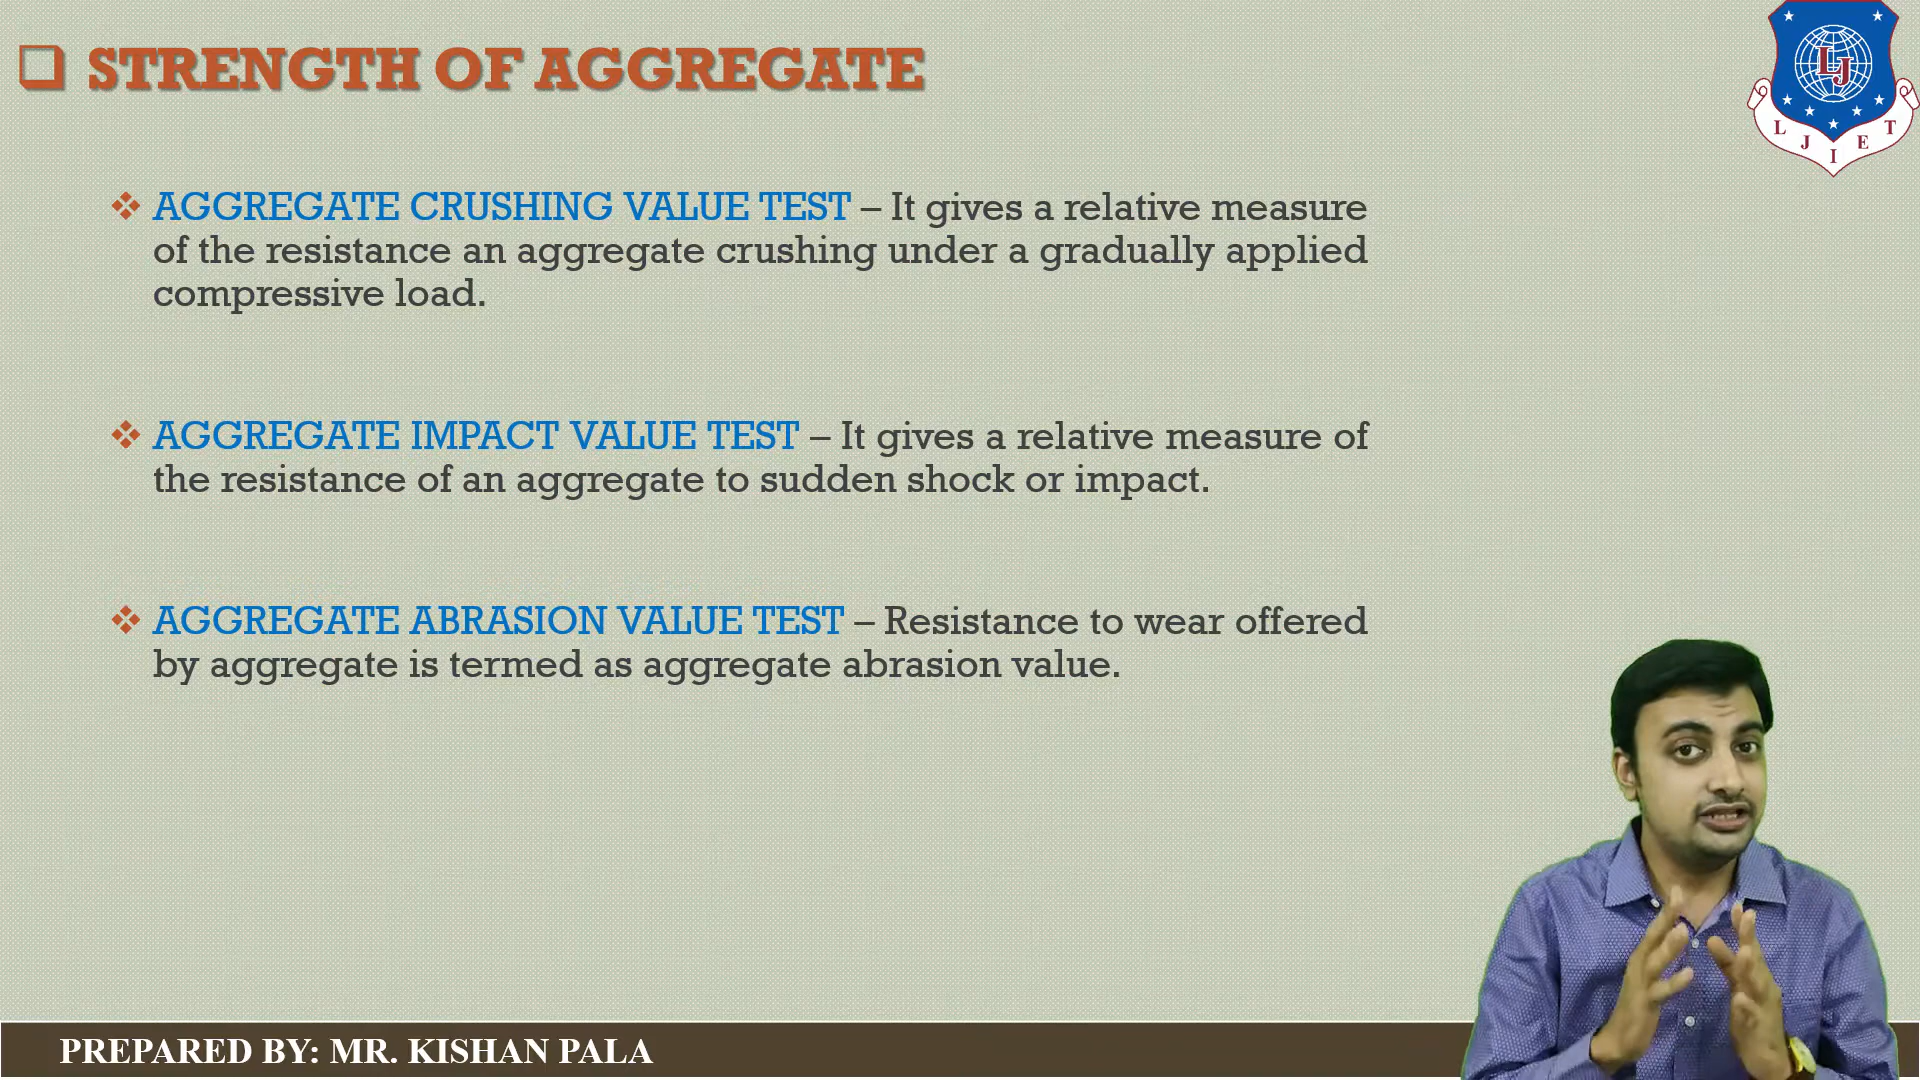 STRENGTH OF AGGREGATE
LJ
L J I E T
AGGREGATE CRUSHING VALUE TEST – It gives a relative measure
of the resistance an aggregate crushing under a gradually applied
compressive load.
AGGREGATE IMPACT VALUE TEST – It gives a relative measure of
the resistance of an aggregate to sudden shock or impact.
AGGREGATE ABRASION VALUE TEST – Resistance to wear offered
by aggregate is termed as aggregate abrasion value.
PREPARED BY: MR. KISHAN PALA